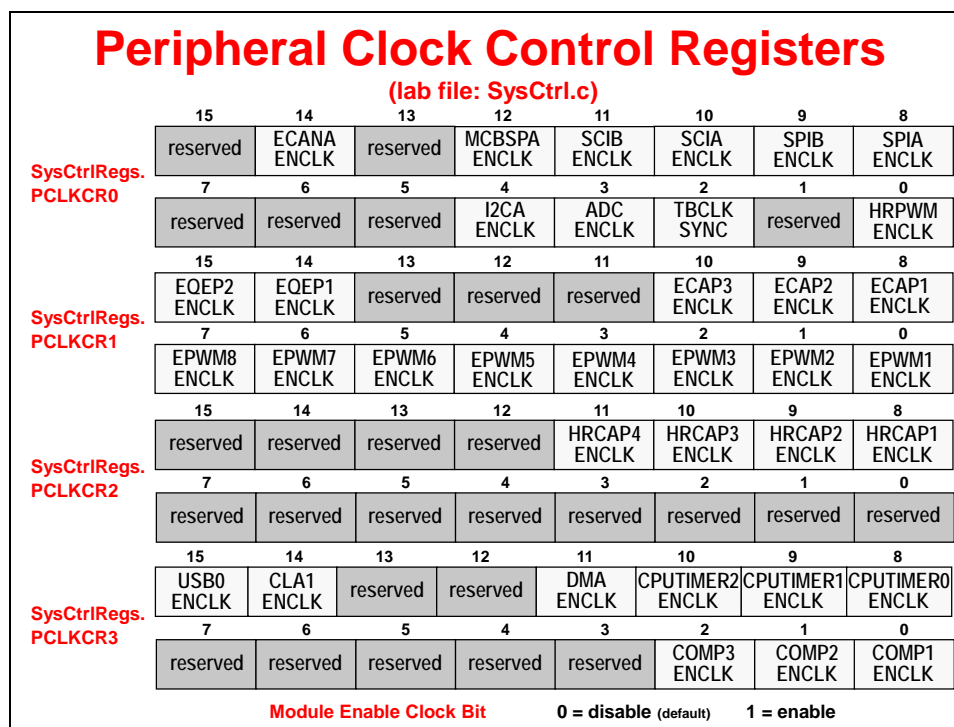 Peripheral Clock Control Registers
(lab file: SysCtrl.c)
15 14 13 12 11 10 9 8
reserved ECANA ENCLK reserved MCBSPA ENCLK SCIB ENCLK SCIA ENCLK SPIB ENCLK SPIA ENCLK
SysCtrlRegs.
PCLKCR0
7 6 5 4 3 2 1 0
reserved reserved reserved I2CA ENCLK ADC ENCLK TBCLK SYNC reserved HRPWM ENCLK
15 14 13 12 11 10 9 8
EQEP2 ENCLK EQEP1 ENCLK reserved reserved reserved ECAP3 ENCLK ECAP2 ENCLK ECAP1 ENCLK
SysCtrlRegs.
PCLKCR1
7 6 5 4 3 2 1 0
EPWM8 ENCLK EPWM7 ENCLK EPWM6 ENCLK EPWM5 ENCLK EPWM4 ENCLK EPWM3 ENCLK EPWM2 ENCLK EPWM1 ENCLK
15 14 13 12 11 10 9 8
reserved reserved reserved reserved HRCAP4 ENCLK HRCAP3 ENCLK HRCAP2 ENCLK HRCAP1 ENCLK
SysCtrlRegs.
PCLKCR2
7 6 5 4 3 2 1 0
reserved reserved reserved reserved reserved reserved reserved reserved
15 14 13 12 11 10 9 8
USB0 ENCLK CLA1 ENCLK reserved reserved DMA ENCLK CPUTIMER2 ENCLK CPUTIMER1 ENCLK CPUTIMER0 ENCLK
SysCtrlRegs.
PCLKCR3
7 6 5 4 3 2 1 0
reserved reserved reserved reserved reserved COMP3 ENCLK COMP2 ENCLK COMP1 ENCLK
Module Enable Clock Bit 0 = disable (default) 1 = enable